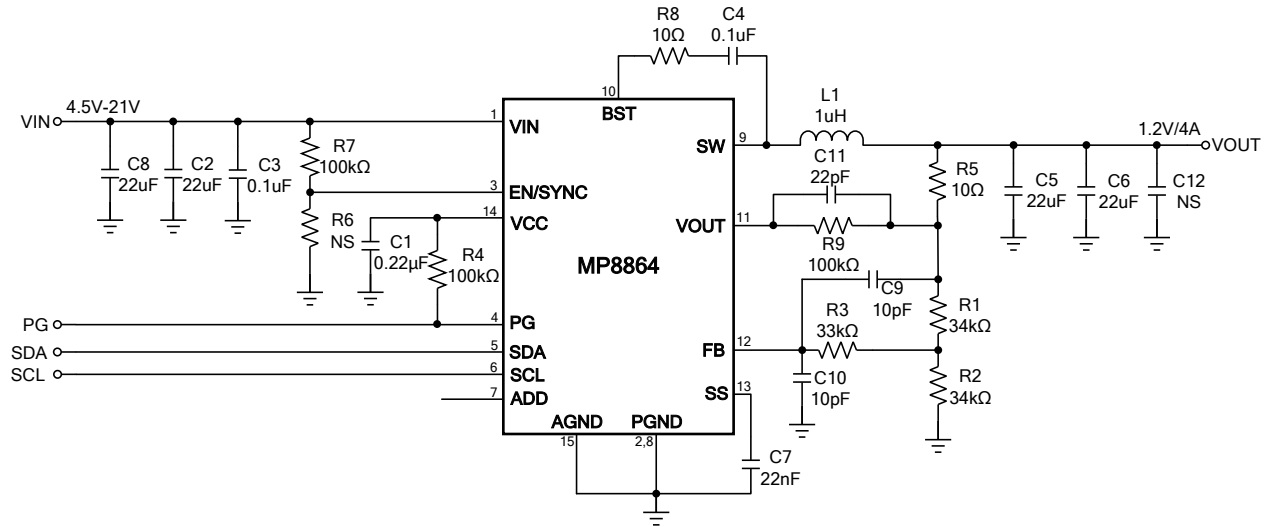 R8
10Ω
C4
0.1uF
10
BST
VIN
4.5V-21V
1
VIN
C8
22uF
C2
22uF
C3
0.1uF
R7
100kΩ
3
EN/SYNC
R6
NS
14
VCC
C1
0.22µF
R4
100kΩ
PG
4
PG
SDA
5
SDA
SCL
6
SCL
7
ADD
MP8864
SW
9
L1
1uH
1.2V/4A
VOUT
C11
22pF
VOUT
11
R9
100kΩ
R5
10Ω
C5
22uF
C6
22uF
C12
NS
C9
10pF
R1
34kΩ
R3
33kΩ
FB
12
C10
10pF
R2
34kΩ
SS
13
C7
22nF
AGND
15
PGND
2,8